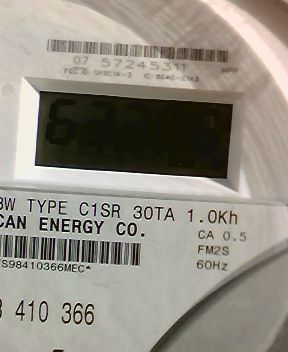 07 57245311
3W TYPE C1SR 30TA 1.0Kh
CAN ENERGY CO.
CA 0.5
FM2S
60Hz
S98410366MEC*
410 366